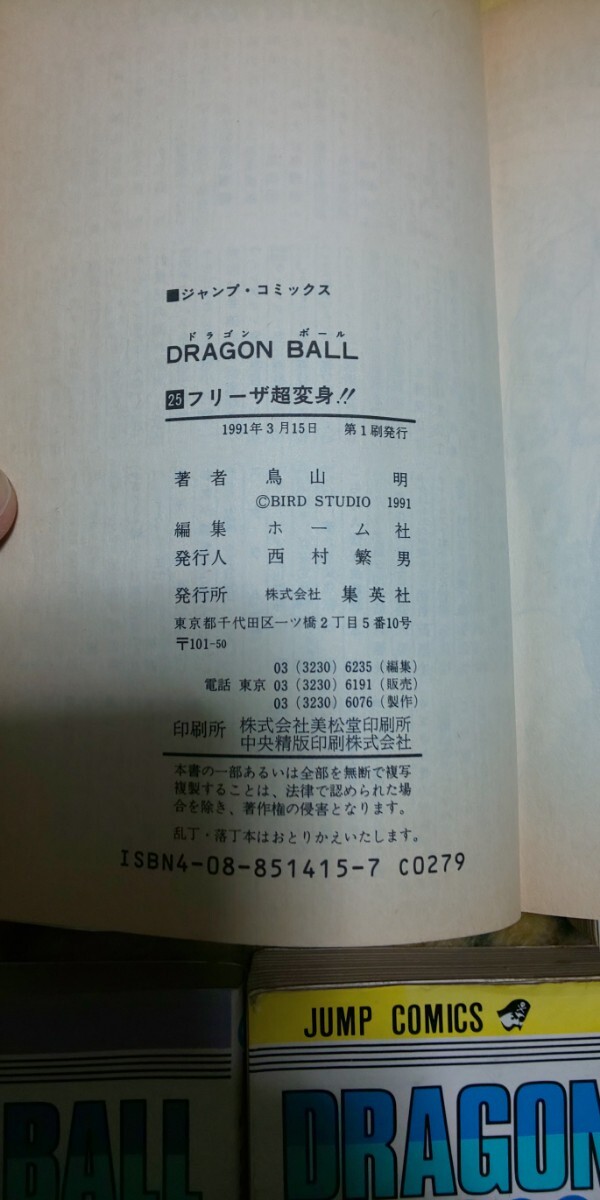 ■ジャンプ・コミックス
ドラゴン ボール
DRAGON BALL
25フリーザ超変身!!
1991年3月15日 第1刷発行
著者 鳥山 明
©BIRD STUDIO 1991
編集 ホーム社
発行人 西村繁男
発行所 株式会社 集英社
東京都千代田区一ツ橋2丁目5番10号
〒101-50
03 (3230) 6235 (編集)
電話 東京 03 (3230) 6191 (販売)
03 (3230) 6076 (製作)
印刷所 株式会社美松堂印刷所
中央精版印刷株式会社
本書の一部あるいは全部を無断で複写
複製することは、法律で認められた場
合を除き、著作権の侵害となります。
乱丁・落丁本はおとりかえいたします。
ISBN4-08-851415-7 C0279
JUMP COMICS
BALL
DRAGON